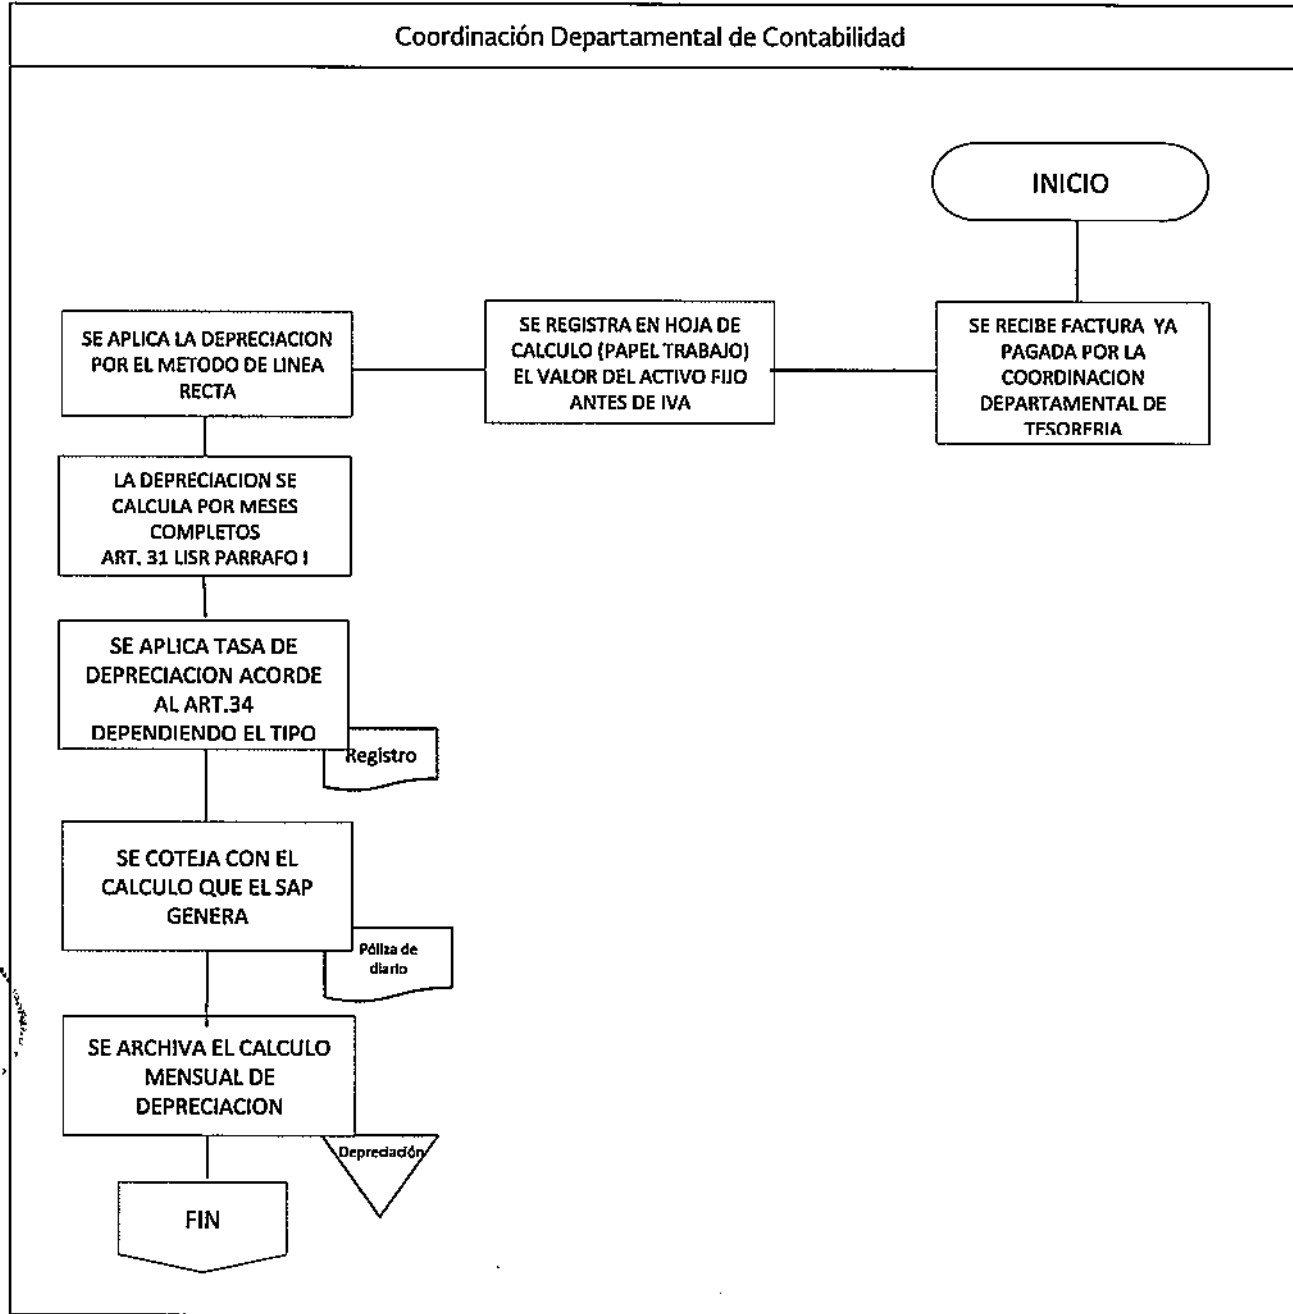 Coordinación Departamental de Contabilidad
INICIO
SE RECIBE FACTURA YA
PAGADA POR LA
COORDINACION
DEPARTAMENTAL DE
TESORERIA
SE REGISTRA EN HOJA DE
CALCULO (PAPEL TRABAJO)
EL VALOR DEL ACTIVO FIJO
ANTES DE IVA
SE APLICA LA DEPRECIACION
POR EL METODO DE LINEA
RECTA
LA DEPRECIACION SE
CALCULA POR MESES
COMPLETOS
ART. 31 LISR PARRAFO I
SE APLICA TASA DE
DEPRECIACION ACORDE
AL ART.34
DEPENDIENDO EL TIPO
Registro
SE COTEJA CON EL
CALCULO QUE EL SAP
GENERA
Póliza de
diario
SE ARCHIVA EL CALCULO
MENSUAL DE
DEPRECIACION
Depreciación
FIN